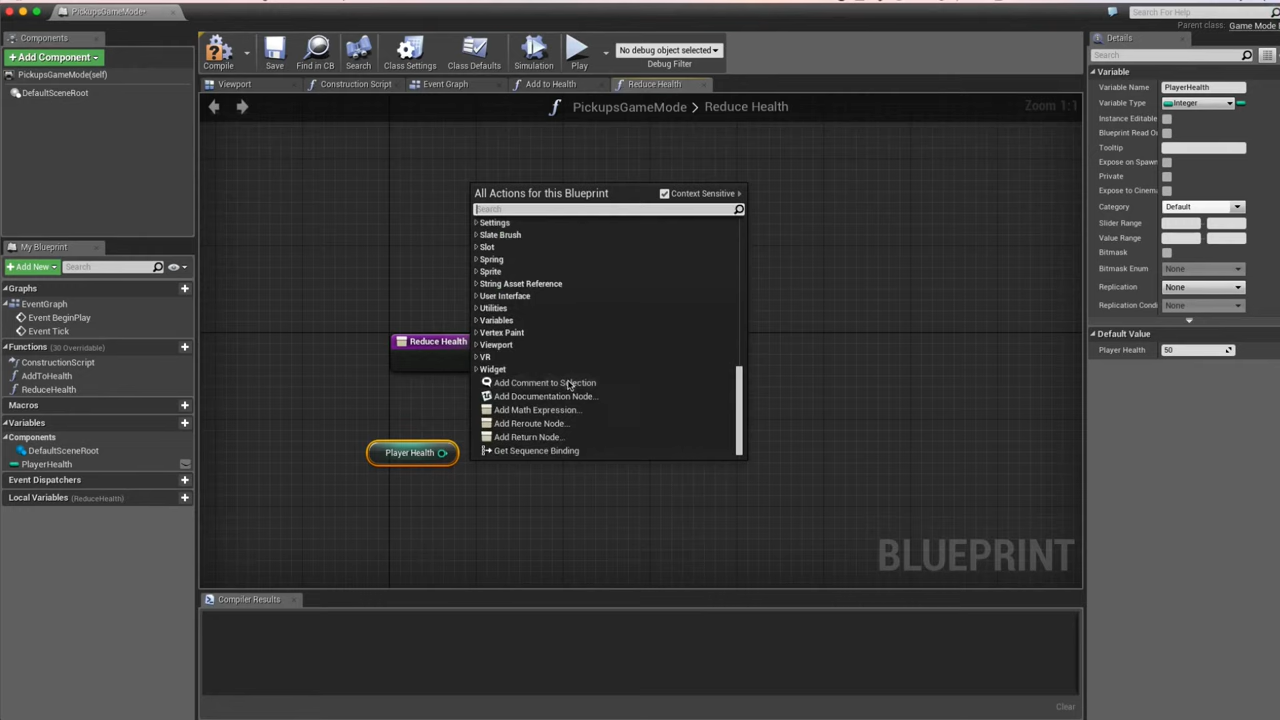 PickupsGameMode*
Search For Help
Parent class: Game Mode
Components
Add Component
PickupsGameMode(self)
DefaultSceneRoot
Compile
Save
Find in CB
Search
Class Settings
Class Defaults
Simulation
Play
No debug object selected
Debug Filter
Details
Search
Viewport
Construction Script
Event Graph
Add to Health
Reduce Health
PickupsGameMode > Reduce Health
Zoom 1:1
All Actions for this Blueprint
Context Sensitive
Search
Settings
Slate Brush
Slot
Spring
Sprite
String Asset Reference
User Interface
Utilities
Variables
Vertex Paint
Viewport
VR
Widget
Add Comment to Selection
Add Documentation Node...
Add Math Expression...
Add Reroute Node...
Add Return Node...
Get Sequence Binding
Reduce Health
Player Health
BLUEPRINT
My Blueprint
Add New
Search
Graphs
EventGraph
Event BeginPlay
Event Tick
Functions (30 Overridable)
ConstructionScript
AddToHealth
ReduceHealth
Macros
Variables
Components
DefaultSceneRoot
PlayerHealth
Event Dispatchers
Local Variables (ReduceHealth)
Compiler Results
Clear
Variable
Variable Name PlayerHealth
Variable Type Integer
Instance Editable
Blueprint Read On
Tooltip
Expose on Spawn
Private
Expose to Cinema
Category Default
Slider Range
Value Range
Bitmask
Bitmask Enum None
Replication None
Replication Condi None
Default Value
Player Health 50